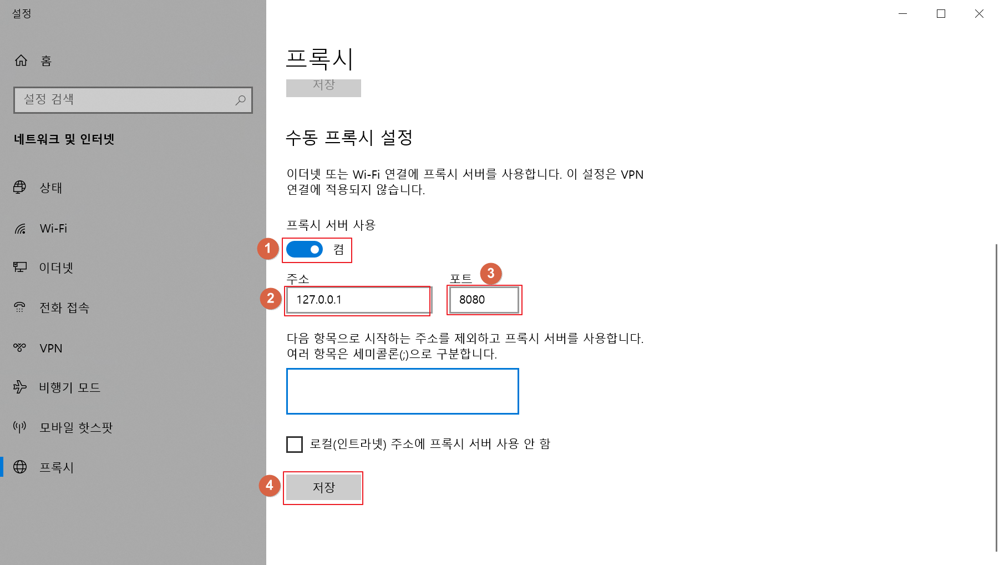 설정
홈
설정 검색
네트워크 및 인터넷
상태
Wi-Fi
이더넷
전화 접속
VPN
비행기 모드
모바일 핫스팟
프록시
프록시
저장
수동 프록시 설정
이더넷 또는 Wi-Fi 연결에 프록시 서버를 사용합니다. 이 설정은 VPN
연결에 적용되지 않습니다.
프록시 서버 사용
1 켬
주소 포트 3
2 127.0.0.1 8080
다음 항목으로 시작하는 주소를 제외하고 프록시 서버를 사용합니다.
여러 항목은 세미콜론(;)으로 구분합니다.
로컬(인트라넷) 주소에 프록시 서버 사용 안 함
4 저장